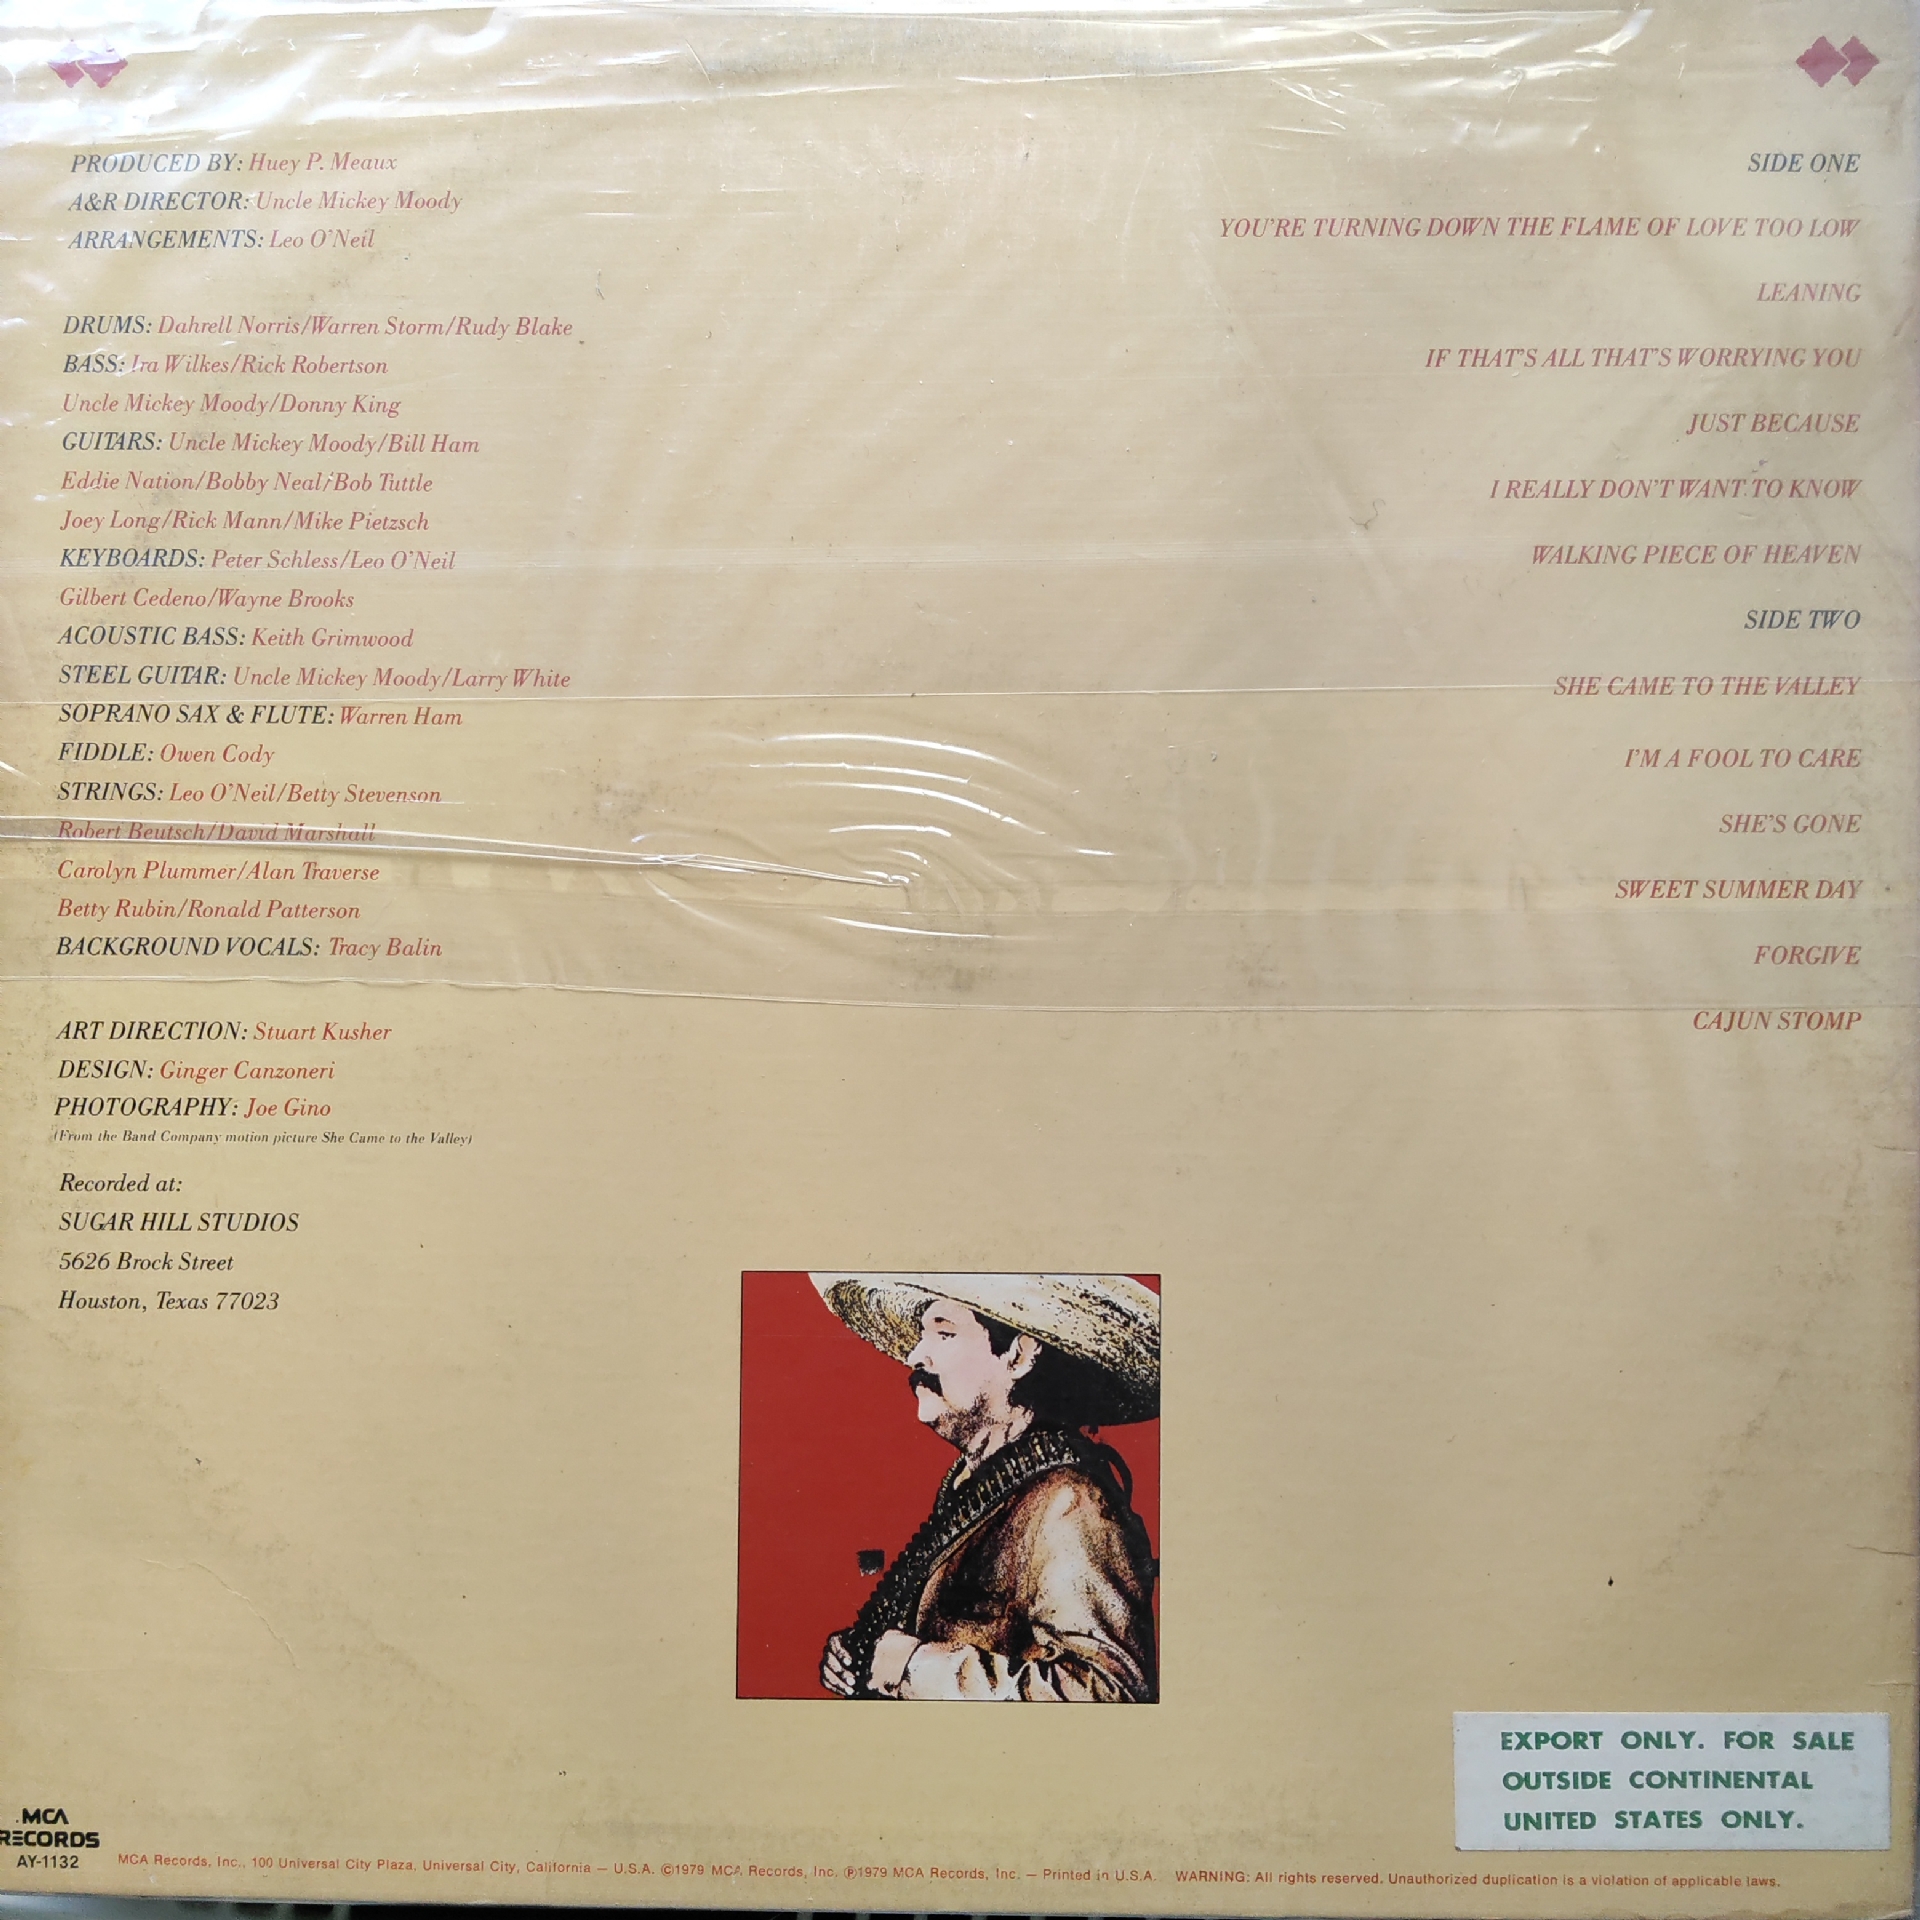 PRODUCED BY: Huey P. Meaux
A&R DIRECTOR: Uncle Mickey Moody
ARRANGEMENTS: Leo O'Neil
DRUMS: Dahrell Norris/Warren Storm/Rudy Blake
BASS: Ira Wilkes/Rick Robertson
Uncle Mickey Moody/Donny King
GUITARS: Uncle Mickey Moody/Bill Ham
Eddie Nation/Bobby Neal/Bob Tuttle
Joey Long/Rick Mann/Mike Pietzsch
KEYBOARDS: Peter Schless/Leo O'Neil
Gilbert Cedeno/Wayne Brooks
ACOUSTIC BASS: Keith Grimwood
STEEL GUITAR: Uncle Mickey Moody/Larry White
SOPRANO SAX & FLUTE: Warren Ham
FIDDLE: Owen Cody
STRINGS: Leo O'Neil/Betty Stevenson
Robert Beutsch/David Marshall
Carolyn Plummer/Alan Traverse
Betty Rubin/Ronald Patterson
BACKGROUND VOCALS: Tracy Balin
ART DIRECTION: Stuart Kusher
DESIGN: Ginger Canzoneri
PHOTOGRAPHY: Joe Gino
(From the Band Company motion picture She Came to the Valley)
Recorded at:
SUGAR HILL STUDIOS
5626 Brock Street
Houston, Texas 77023
SIDE ONE
YOU'RE TURNING DOWN THE FLAME OF LOVE TOO LOW
LEANING
IF THAT'S ALL THAT'S WORRYING YOU
JUST BECAUSE
I REALLY DON'T WANT TO KNOW
WALKING PIECE OF HEAVEN
SIDE TWO
SHE CAME TO THE VALLEY
I'M A FOOL TO CARE
SHE'S GONE
SWEET SUMMER DAY
FORGIVE
CAJUN STOMP
EXPORT ONLY. FOR SALE
OUTSIDE CONTINENTAL
UNITED STATES ONLY.
MCA
RECORDS
AY-1132
MCA Records, Inc., 100 Universal City Plaza, Universal City, California — U.S.A. ©1979 MCA Records, Inc. ℗1979 MCA Records, Inc. — Printed in U.S.A. WARNING: All rights reserved. Unauthorized duplication is a violation of applicable laws.